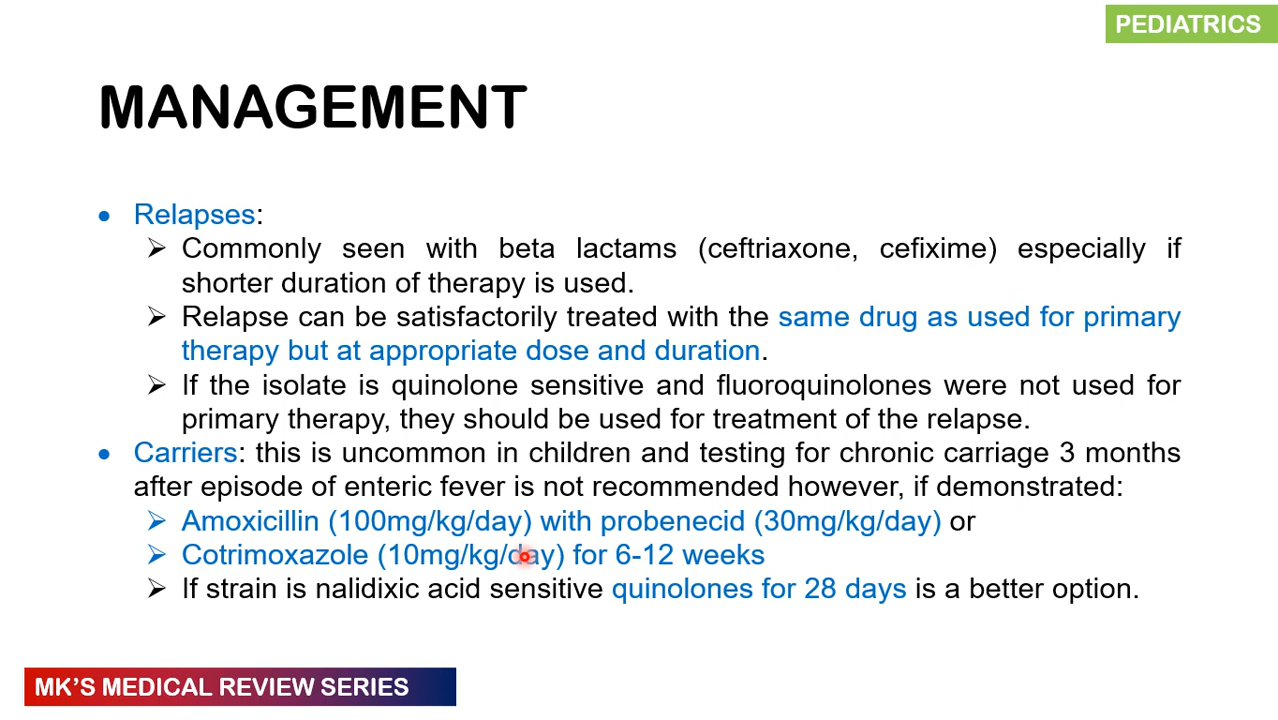 PEDIATRICS
MANAGEMENT
• Relapses:
➢ Commonly seen with beta lactams (ceftriaxone, cefixime) especially if
shorter duration of therapy is used.
➢ Relapse can be satisfactorily treated with the same drug as used for primary
therapy but at appropriate dose and duration.
➢ If the isolate is quinolone sensitive and fluoroquinolones were not used for
primary therapy, they should be used for treatment of the relapse.
• Carriers: this is uncommon in children and testing for chronic carriage 3 months
after episode of enteric fever is not recommended however, if demonstrated:
➢ Amoxicillin (100mg/kg/day) with probenecid (30mg/kg/day) or
➢ Cotrimoxazole (10mg/kg/day) for 6-12 weeks
➢ If strain is nalidixic acid sensitive quinolones for 28 days is a better option.
MK'S MEDICAL REVIEW SERIES